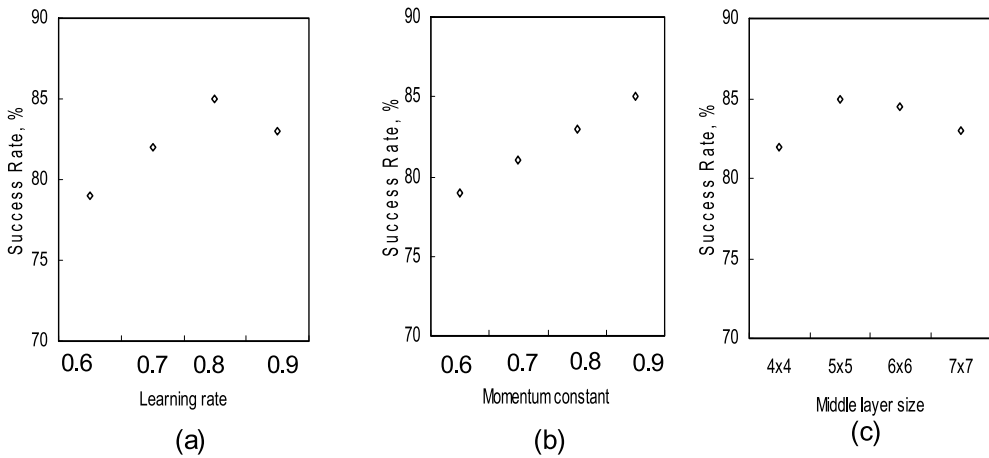 90
85
80
75
70
Success Rate, %
0.6 0.7 0.8 0.9
Learning rate
(a)
90
85
80
75
70
Success Rate, %
0.6 0.7 0.8 0.9
Momentum constant
(b)
90
85
80
75
70
Success Rate, %
4x4 5x5 6x6 7x7
Middle layer size
(c)